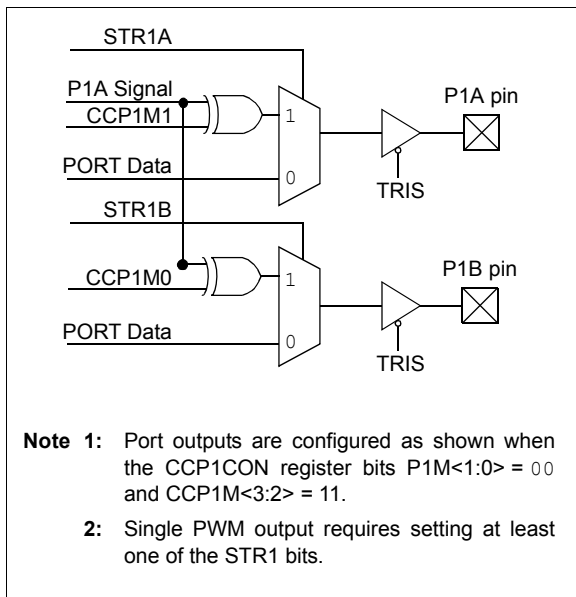 STR1A
P1A Signal
CCP1M1
1
P1A pin
PORT Data
0
TRIS
STR1B
CCP1M0
1
P1B pin
PORT Data
0
TRIS
Note 1: Port outputs are configured as shown when
the CCP1CON register bits P1M<1:0> = 00
and CCP1M<3:2> = 11.
2: Single PWM output requires setting at least
one of the STR1 bits.